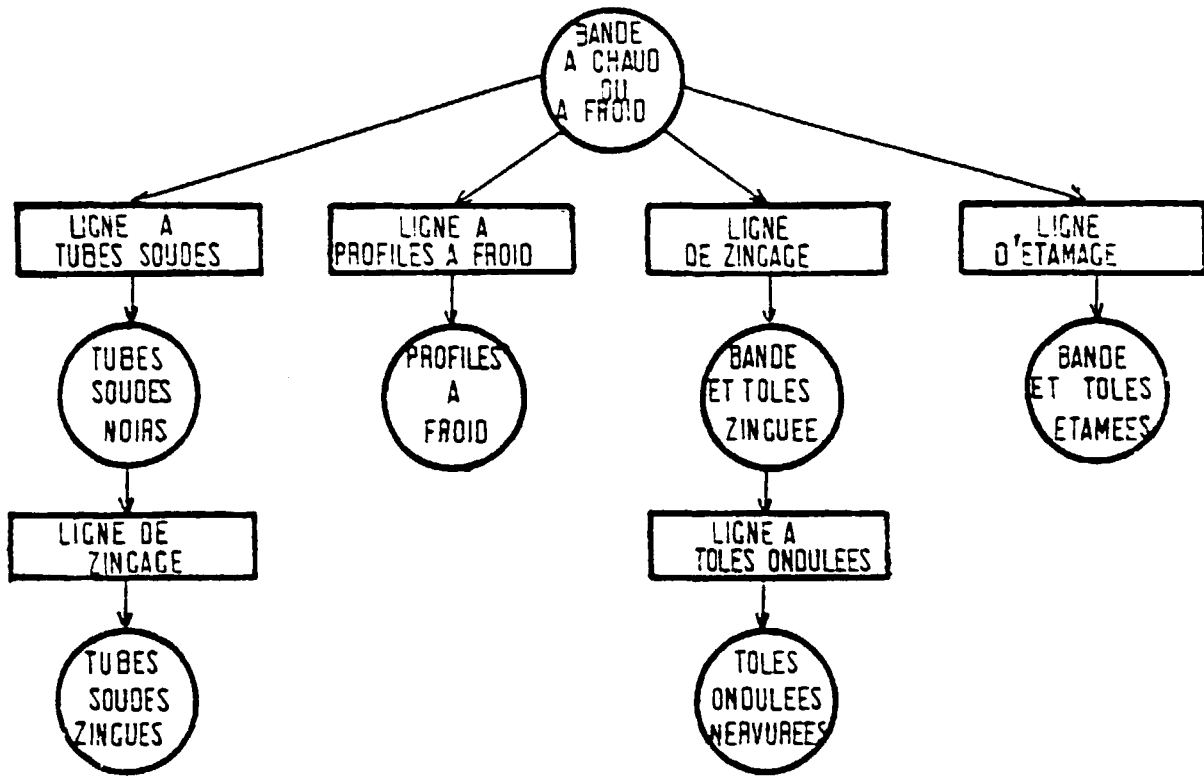 BANDE
A CHAUD
OU
A FROID
LIGNE A
TUBES SOUDES
LIGNE A
PROFILES A FROID
LIGNE
DE ZINGAGE
LIGNE
D'ETAMAGE
TUBES
SOUDES
NOIRS
PROFILES
A
FROID
BANDE
ET TOLES
ZINGUEE
BANDE
ET TOLES
ETAMEES
LIGNE DE
ZINGAGE
LIGNE A
TOLES ONDULEES
TUBES
SOUDES
ZINGUES
TOLES
ONDULEES
NERVUREES